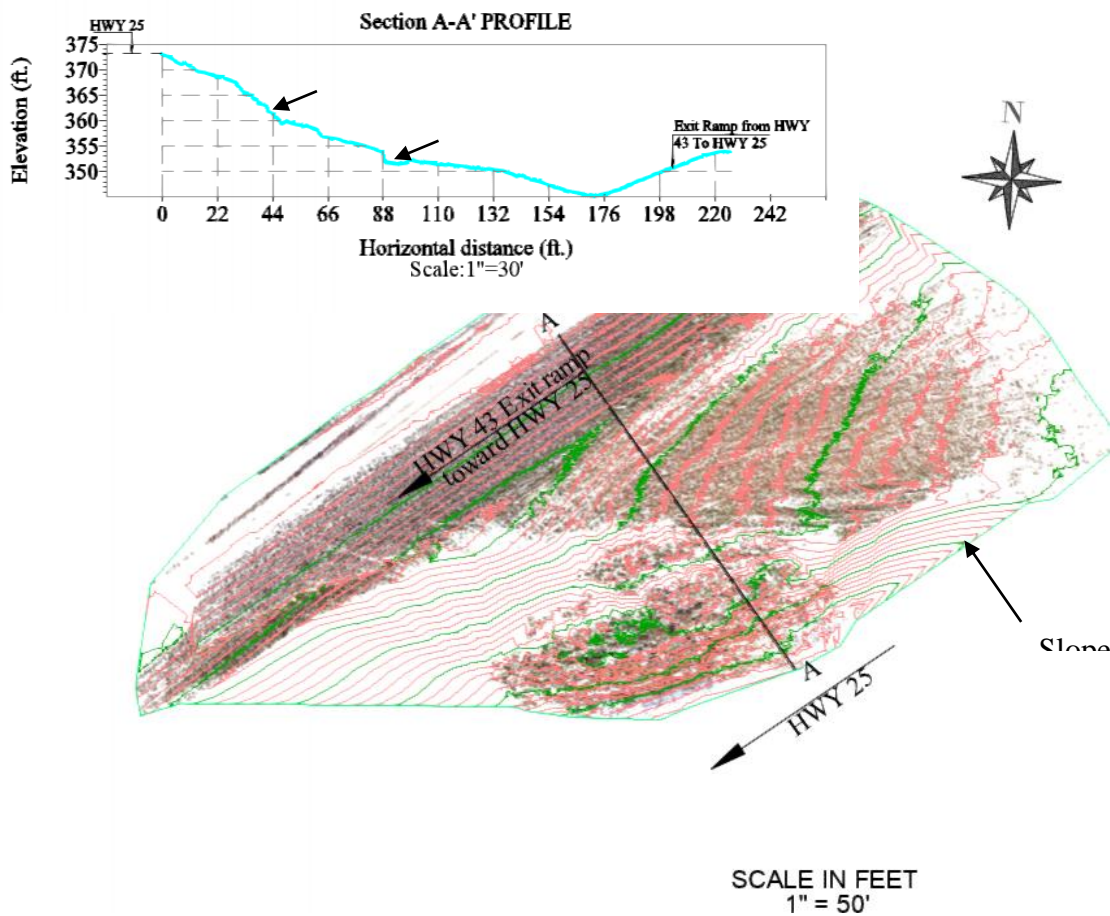 Section A-A' PROFILE
HWY 25
Elevation (ft.)
375
370
365
360
355
350
Exit Ramp from HWY
43 To HWY 25
0 22 44 66 88 110 132 154 176 198 220 242
Horizontal distance (ft.)
Scale:1"=30'
N
A
HWY 43 Exit ramp
toward HWY 25
Slope
A
HWY 25
SCALE IN FEET
1" = 50'